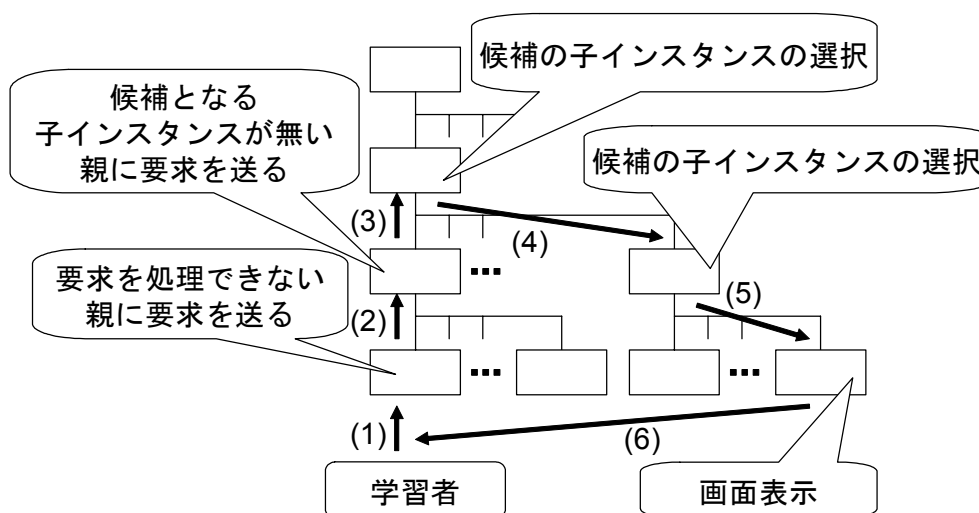 候補の子インスタンスの選択
候補となる
子インスタンスが無い
親に要求を送る
候補の子インスタンスの選択
(3)
(4)
要求を処理できない
親に要求を送る
(2)
(5)
(1)
(6)
学習者
画面表示